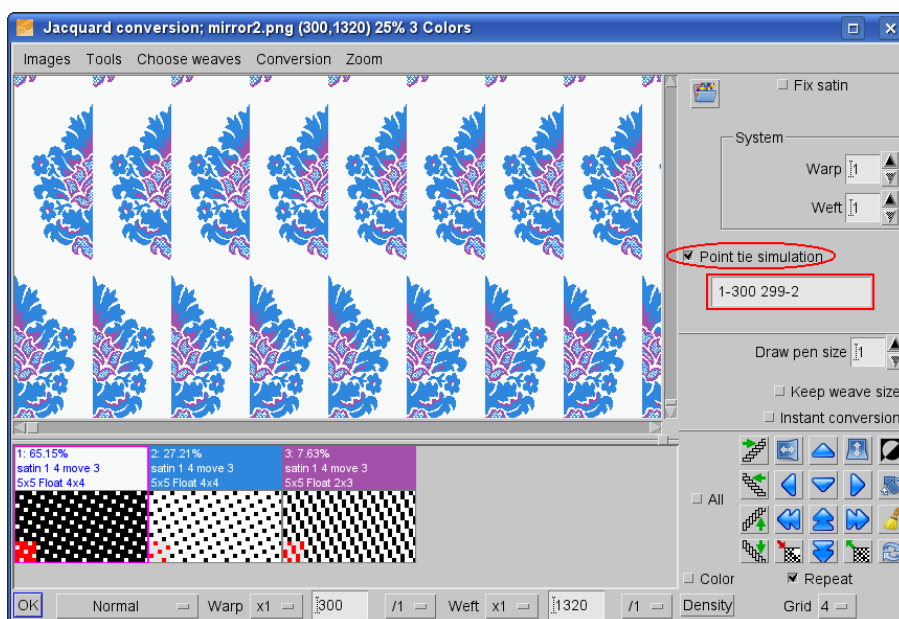 Jacquard conversion; mirror2.png (300,1320) 25% 3 Colors
Images Tools Choose weaves Conversion Zoom
Fix satin
System
Warp 1
Weft 1
Point tie simulation
1-300 299-2
Draw pen size 1
Keep weave size
Instant conversion
1: 65.15%
satin 1 4 move 3
5x5 Float 4x4
2: 27.21%
satin 1 4 move 3
5x5 Float 4x4
3: 7.63%
satin 1 4 move 3
5x5 Float 2x3
All
Color Repeat
OK Normal Warp x1 300 /1 Weft x1 1320 /1 Density Grid 4